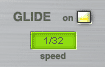 GLIDE on
1/32
speed